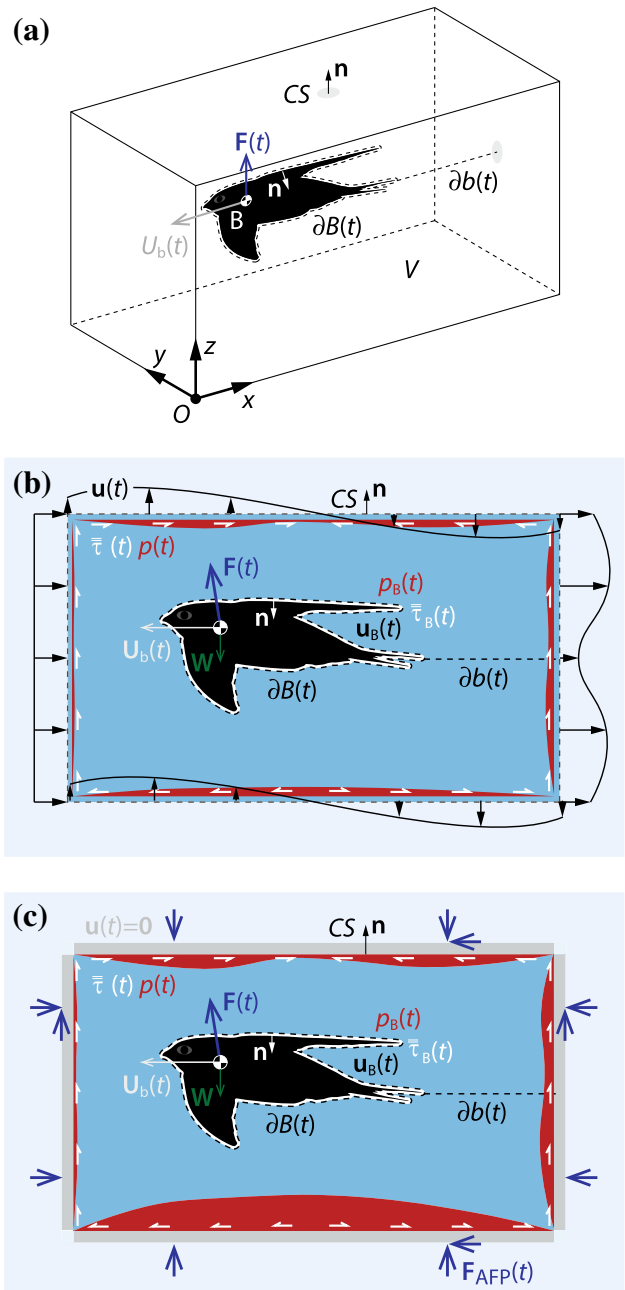 (a)
n
CS
F(t)
n
∂b(t)
B
∂B(t)
U_b(t)
V
z
y
x
O
(b)
u(t)
CS n
τ̿ (t) p(t)
F(t)
p_B(t)
n
τ̿_B(t)
u_B(t)
U_b(t)
W
∂B(t)
∂b(t)
(c)
u(t)=0
CS n
τ̿ (t) p(t)
F(t)
p_B(t)
n
τ̿_B(t)
u_B(t)
U_b(t)
W
∂B(t)
∂b(t)
F_AFP(t)